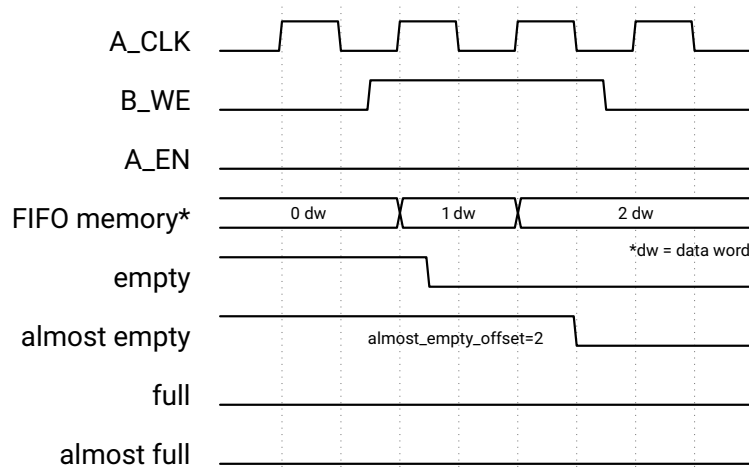 A_CLK
B_WE
A_EN
FIFO memory* 0 dw 1 dw 2 dw
*dw = data word
empty
almost empty almost_empty_offset=2
full
almost full